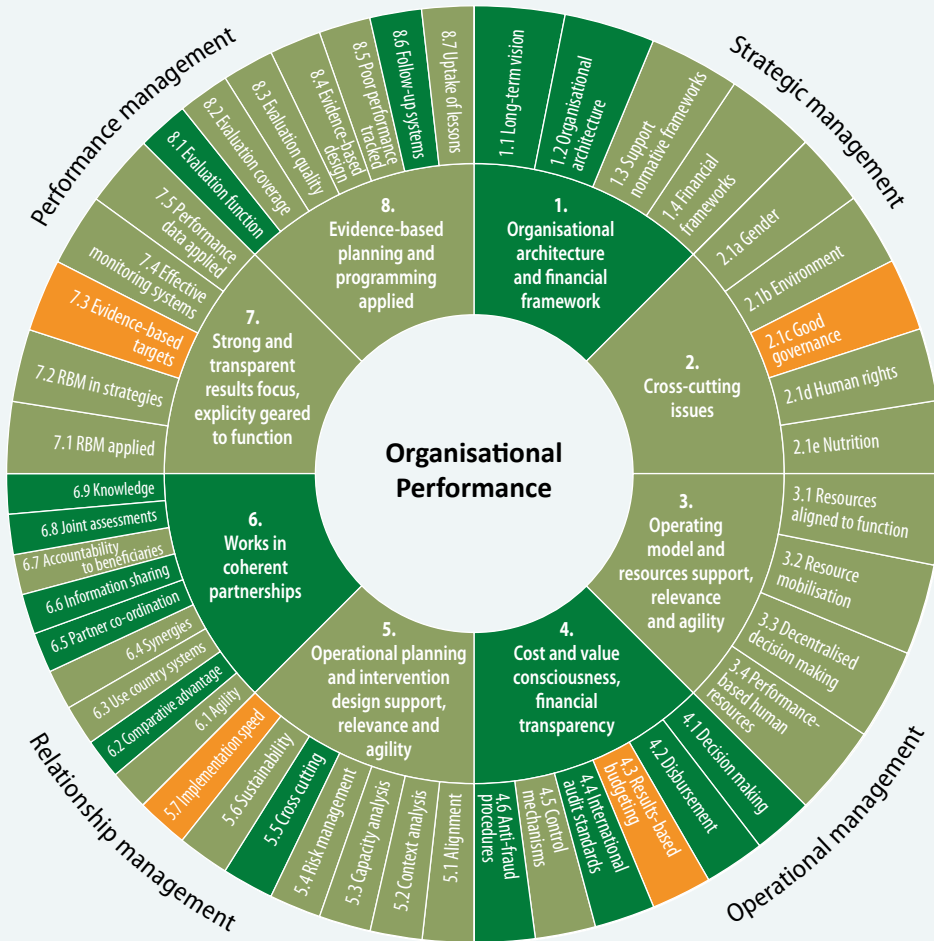 Organisational
Performance
Strategic management
Operational management
Relationship management
Performance management
1.
Organisational
architecture
and financial
framework
1.1 Long-term vision
1.2 Organisational
architecture
1.3 Support
normative frameworks
1.4 Financial
frameworks
2.
Cross-cutting
issues
2.1a Gender
2.1b Environment
2.1c Good
governance
2.1d Human rights
2.1e Nutrition
3.
Operating
model and
resources support,
relevance
and agility
3.1 Resources
aligned to function
3.2 Resource
mobilisation
3.3 Decentralised
decision making
3.4 Performance-
based human
resources
4.
Cost and value
consciousness,
financial
transparency
4.1 Decision making
4.2 Disbursement
4.3 Results-based
budgeting
4.4 International
audit standards
4.5 Control
mechanisms
4.6 Anti-fraud
procedures
5.
Operational planning
and intervention
design support,
relevance and
agility
5.1 Alignment
5.2 Context analysis
5.3 Capacity analysis
5.4 Risk management
5.5 Cross cutting
5.6 Sustainability
5.7 Implementation speed
6.
Works in
coherent
partnerships
6.1 Agility
6.2 Comparative advantage
6.3 Use country systems
6.4 Synergies
6.5 Partner co-ordination
6.6 Information sharing
6.7 Accountability
to beneficiaries
6.8 Joint assessments
6.9 Knowledge
7.
Strong and
transparent
results focus,
explicity geared
to function
7.1 RBM applied
7.2 RBM in strategies
7.3 Evidence-based
targets
7.4 Effective
monitoring systems
7.5 Performance
data applied
8.
Evidence-based
planning and
programming
applied
8.1 Evaluation function
8.2 Evaluation coverage
8.3 Evaluation quality
8.4 Evidence-based
design
8.5 Poor performance
tracked
8.6 Follow-up systems
8.7 Uptake of lessons